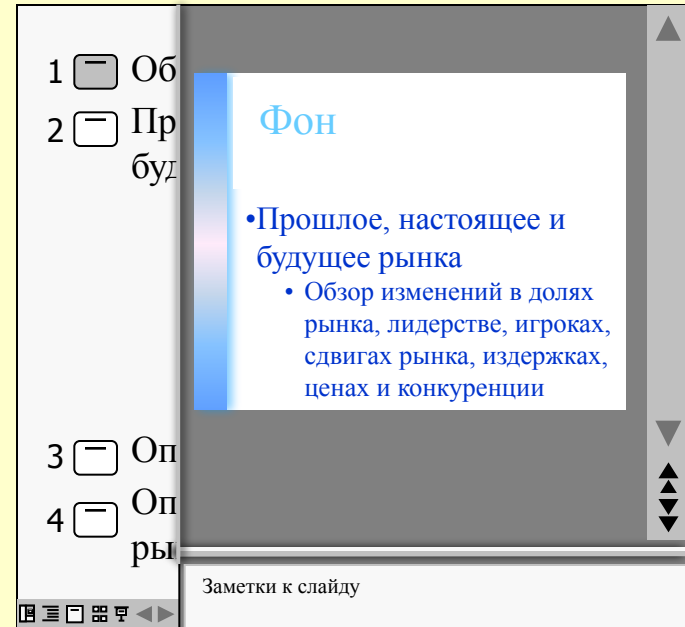 1 Об
2 Пр
буд
3 Оп
4 Оп
ры
Фон
•Прошлое, настоящее и
будущее рынка
• Обзор изменений в долях
рынка, лидерстве, игроках,
сдвигах рынка, издержках,
ценах и конкуренции
Заметки к слайду